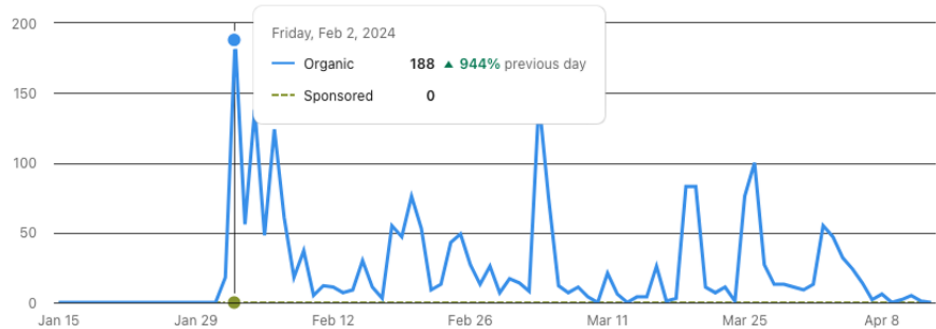 200
Friday, Feb 2, 2024
Organic 188 ▲ 944% previous day
150
Sponsored 0
100
50
0
Jan 15 Jan 29 Feb 12 Feb 26 Mar 11 Mar 25 Apr 8